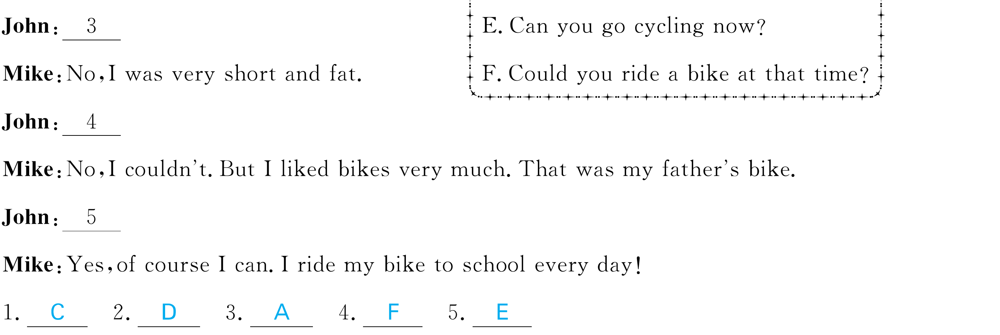 John: 3
E. Can you go cycling now?
Mike: No, I was very short and fat.
F. Could you ride a bike at that time?
John: 4
Mike: No, I couldn't. But I liked bikes very much. That was my father's bike.
John: 5
Mike: Yes, of course I can. I ride my bike to school every day!
1. C 2. D 3. A 4. F 5. E